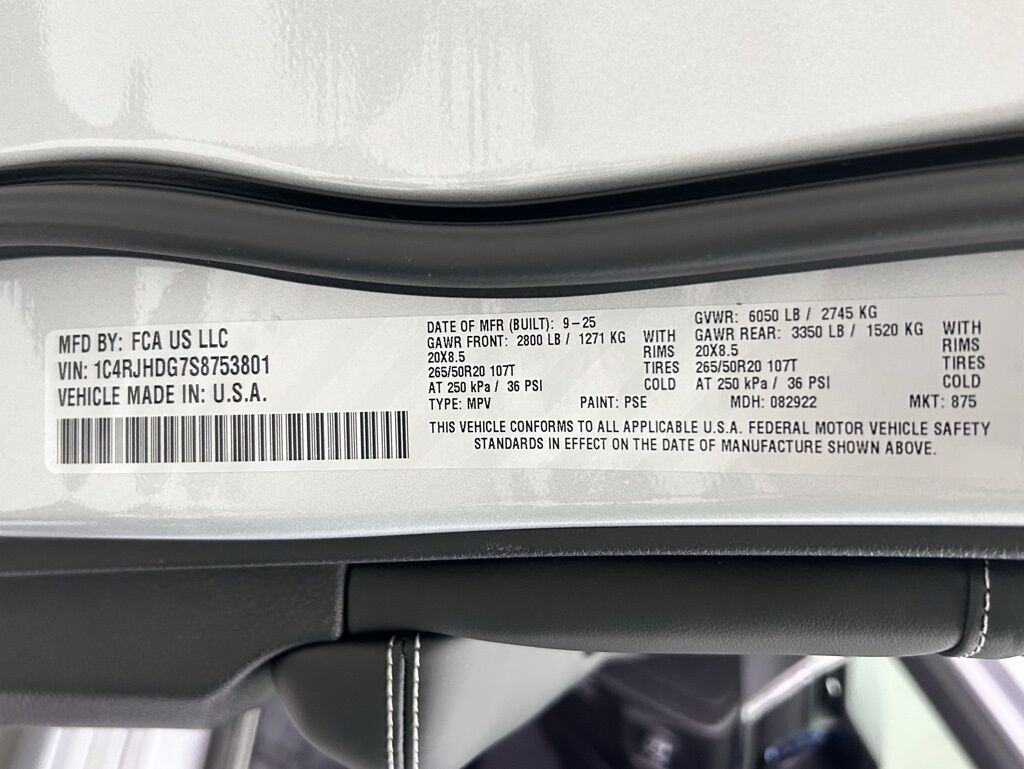 MFD BY: FCA US LLC
VIN: 1C4RJHDG7S8753801
VEHICLE MADE IN: U.S.A.
DATE OF MFR (BUILT): 9-25
GAWR FRONT: 2800 LB / 1271 KG WITH
20X8.5 RIMS
265/50R20 107T TIRES
AT 250 kPa / 36 PSI COLD
GVWR: 6050 LB / 2745 KG
GAWR REAR: 3350 LB / 1520 KG WITH
20X8.5 RIMS
265/50R20 107T TIRES
AT 250 kPa / 36 PSI COLD
TYPE: MPV PAINT: PSE MDH: 082922 MKT: 875
THIS VEHICLE CONFORMS TO ALL APPLICABLE U.S.A. FEDERAL MOTOR VEHICLE SAFETY
STANDARDS IN EFFECT ON THE DATE OF MANUFACTURE SHOWN ABOVE.